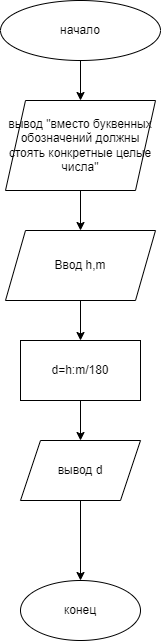 начало
вывод "вместо буквенных
обозначений должны
стоять конкретные целые
числа"
Ввод h,m
d=h:m/180
вывод d
конец